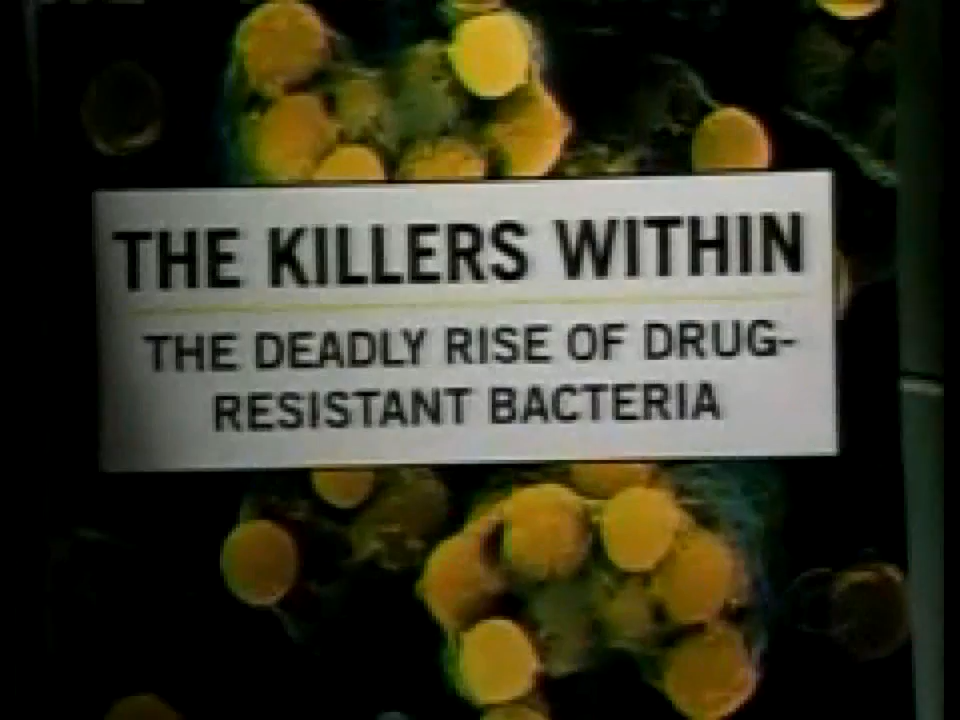 THE KILLERS WITHIN
THE DEADLY RISE OF DRUG-
RESISTANT BACTERIA